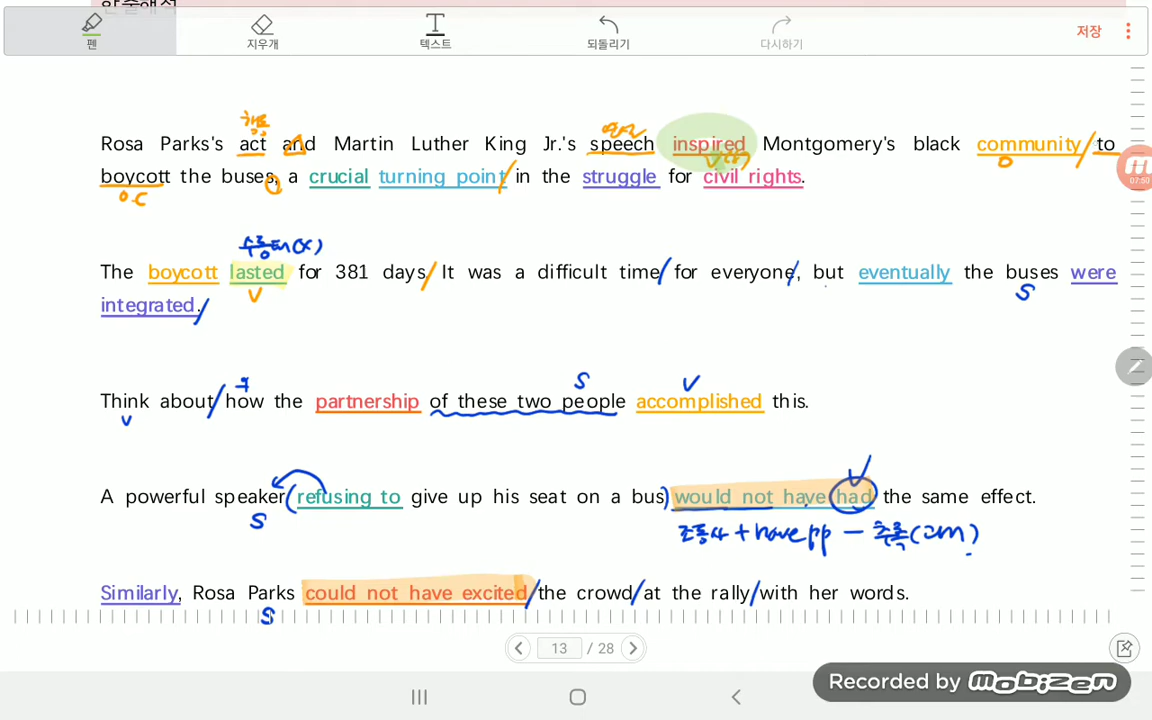 한줄해석
펜 지우개 텍스트 되돌리기 다시하기 저장
행동 연설
Rosa Parks's act and Martin Luther King Jr.'s speech inspired Montgomery's black community/to
O
boycott the buses, a crucial turning point/in the struggle for civil rights.
O.C
07:50
수동태(X)
The boycott lasted for 381 days/It was a difficult time/for everyone/, but eventually the buses were
V S
integrated./
S V
Think about/how the partnership of these two people accomplished this.
V
A powerful speaker(refusing to give up his seat on a bus)would not have had the same effect.
S 조동사+have pp — 추측(과거)
Similarly, Rosa Parks could not have excited/the crowd/at the rally/with her words.
S
13 / 28
Recorded by mobizen